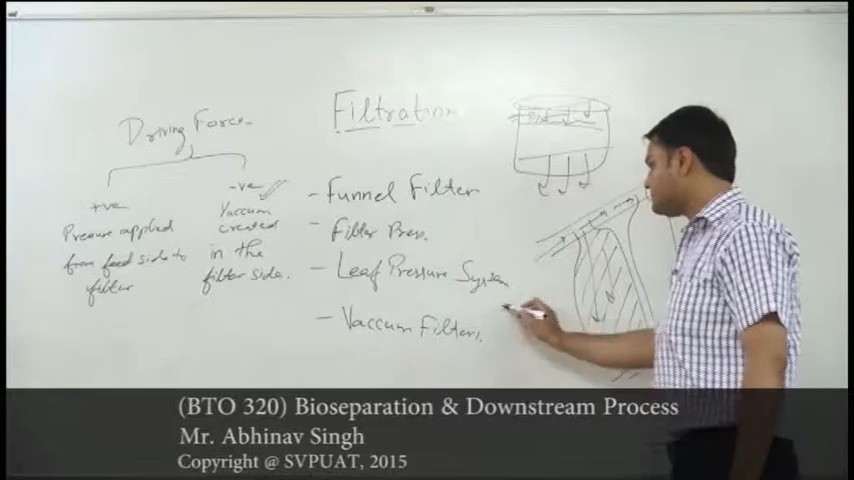 Filtration
Driving Force
+ve
Pressure applied
from feed side to
filter
-ve
Vaccum
created
in the
filter side.
- Funnel Filter
- Filter Press.
- Leaf Pressure System
- Vaccum Filters.
(BTO 320) Bioseparation & Downstream Process
Mr. Abhinav Singh
Copyright @ SVPUAT, 2015